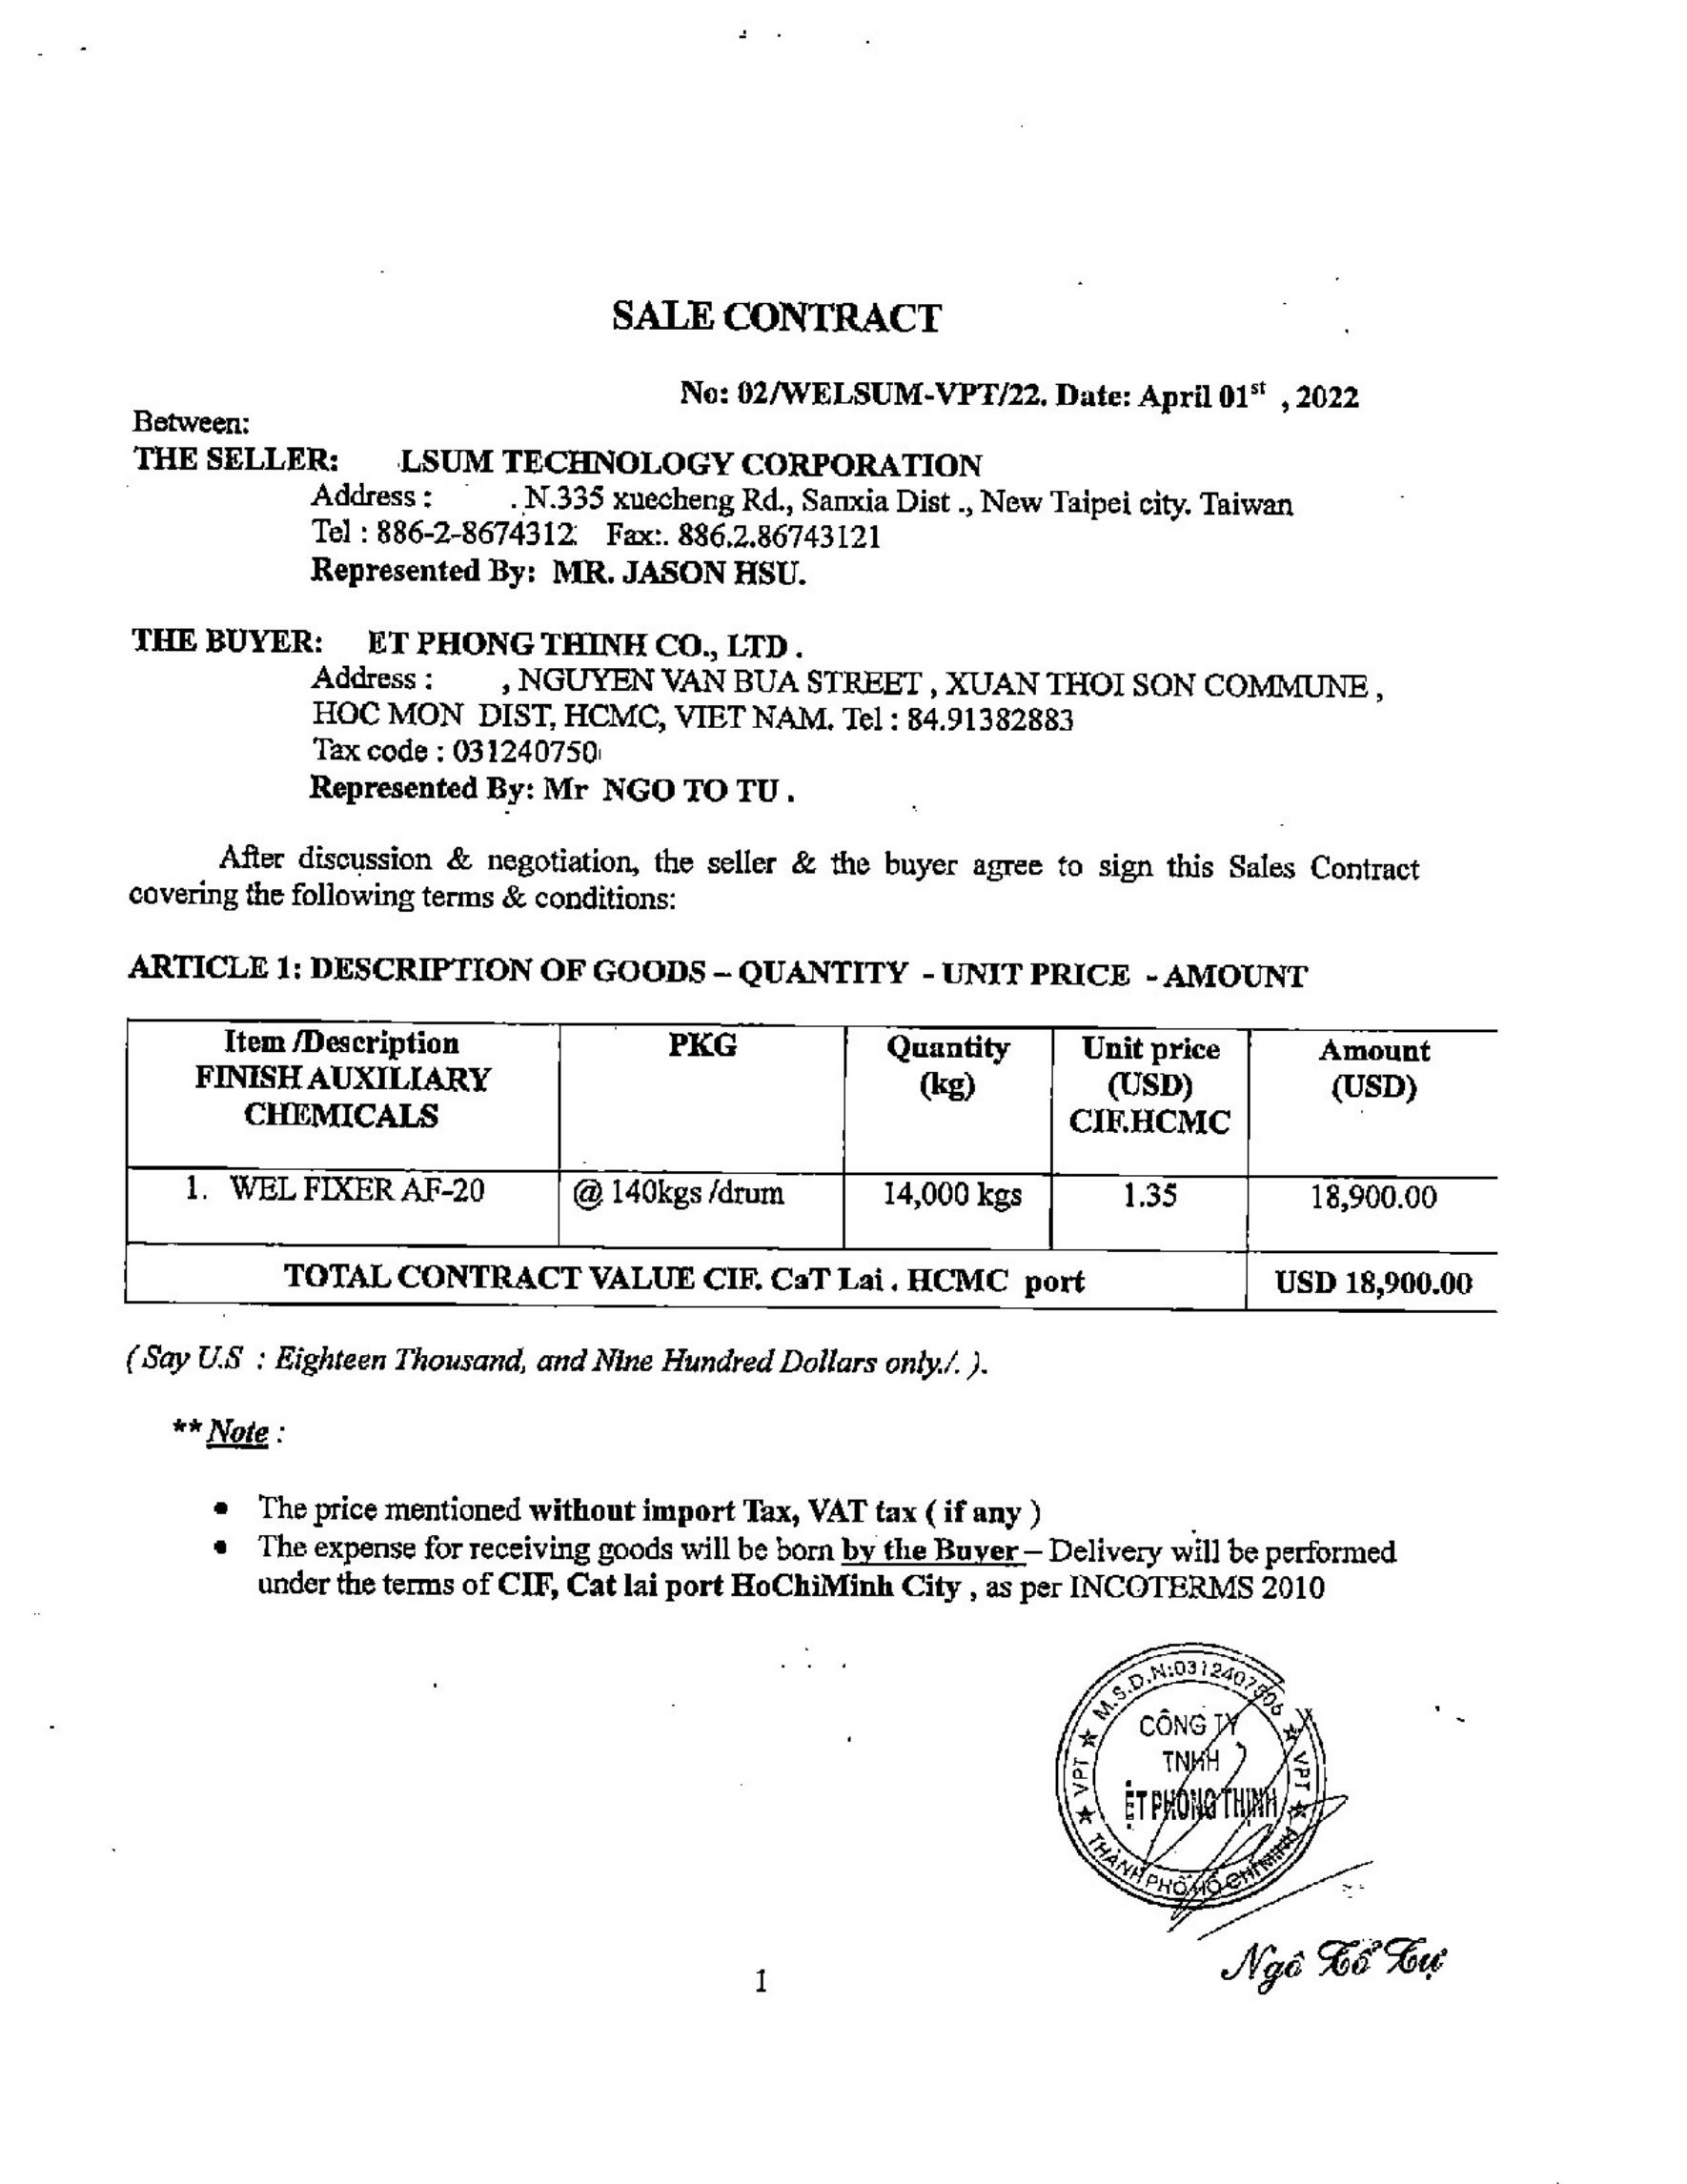 SALE CONTRACT
No: 02/WELSUM-VPT/22. Date: April 01st , 2022
Between:
THE SELLER: LSUM TECHNOLOGY CORPORATION
Address : . N.335 xuecheng Rd., Sanxia Dist ., New Taipei city. Taiwan
Tel : 886-2-8674312 Fax:. 886.2.86743121
Represented By: MR. JASON HSU.
THE BUYER: ET PHONG THINH CO., LTD .
Address : , NGUYEN VAN BUA STREET , XUAN THOI SON COMMUNE ,
HOC MON DIST, HCMC, VIET NAM. Tel : 84.91382883
Tax code : 031240750
Represented By: Mr NGO TO TU .
After discussion & negotiation, the seller & the buyer agree to sign this Sales Contract
covering the following terms & conditions:
ARTICLE 1: DESCRIPTION OF GOODS – QUANTITY - UNIT PRICE - AMOUNT
Item /Description PKG Quantity Unit price Amount
FINISH AUXILIARY (kg) (USD) (USD)
CHEMICALS CIF.HCMC
1. WEL FIXER AF-20 @ 140kgs /drum 14,000 kgs 1.35 18,900.00
TOTAL CONTRACT VALUE CIF. CaT Lai . HCMC port USD 18,900.00
( Say U.S : Eighteen Thousand, and Nine Hundred Dollars only./. ).
** Note :
• The price mentioned without import Tax, VAT tax ( if any )
• The expense for receiving goods will be born by the Buyer – Delivery will be performed
under the terms of CIF, Cat lai port HoChiMinh City , as per INCOTERMS 2010
M.S.D.N:0312407506
CÔNG TY
TNHH
ỆT PHONG THỊNH
VPT ★ THÀNH PHỐ HỒ CHÍ MINH ★ VPT
Ngô Tổ Tự
1